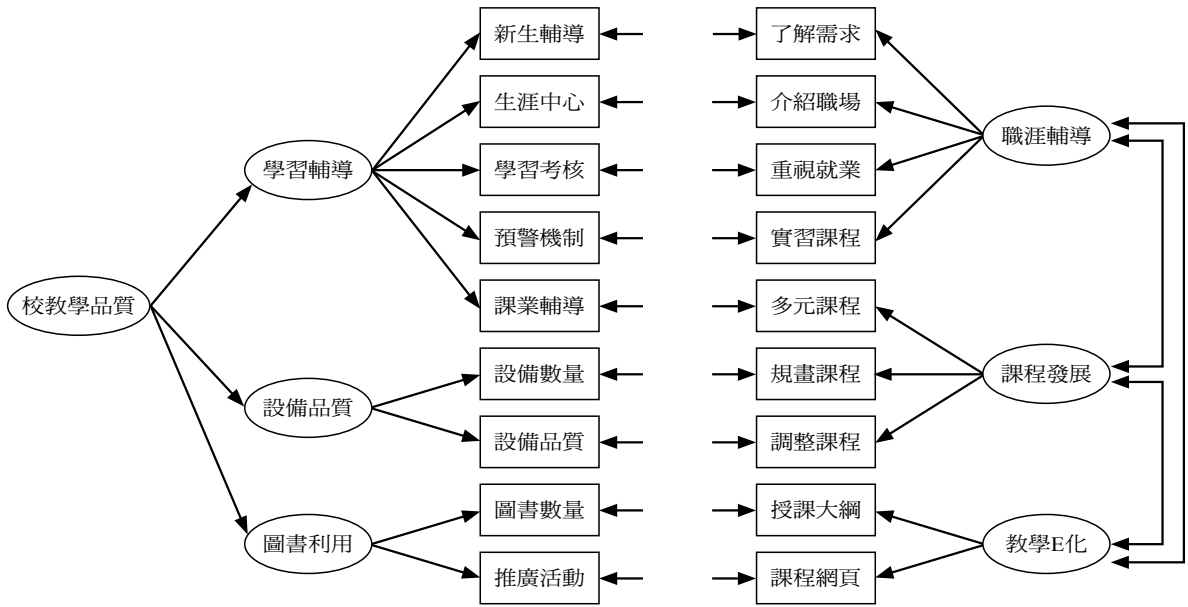 新生輔導
了解需求
生涯中心
介紹職場
職涯輔導
學習輔導
學習考核
重視就業
預警機制
實習課程
校教學品質
課業輔導
多元課程
設備數量
規畫課程
課程發展
設備品質
設備品質
調整課程
圖書數量
授課大綱
圖書利用
教學E化
推廣活動
課程網頁